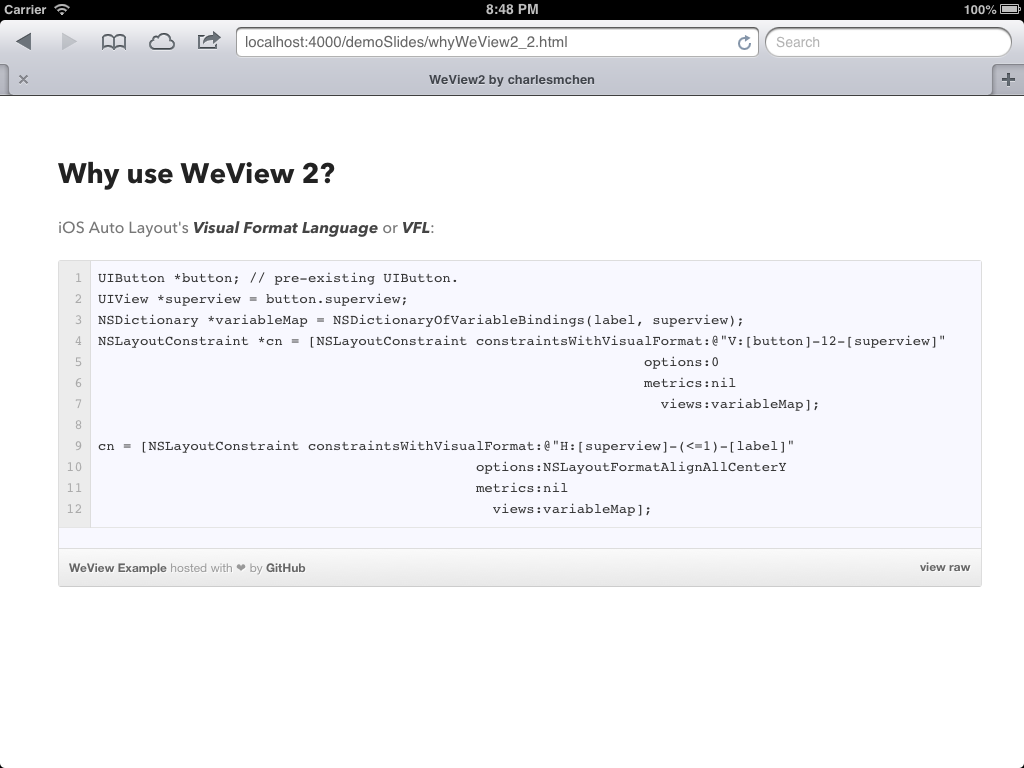 Carrier 8:48 PM 100%
localhost:4000/demoSlides/whyWeView2_2.html Search
WeView2 by charlesmchen
Why use WeView 2?
iOS Auto Layout's Visual Format Language or VFL:
1 UIButton *button; // pre-existing UIButton.
2 UIView *superview = button.superview;
3 NSDictionary *variableMap = NSDictionaryOfVariableBindings(label, superview);
4 NSLayoutConstraint *cn = [NSLayoutConstraint constraintsWithVisualFormat:@"V:[button]-12-[superview]"
5 options:0
6 metrics:nil
7 views:variableMap];
8
9 cn = [NSLayoutConstraint constraintsWithVisualFormat:@"H:[superview]-(<=1)-[label]"
10 options:NSLayoutFormatAlignAllCenterY
11 metrics:nil
12 views:variableMap];
WeView Example hosted with ❤ by GitHub view raw